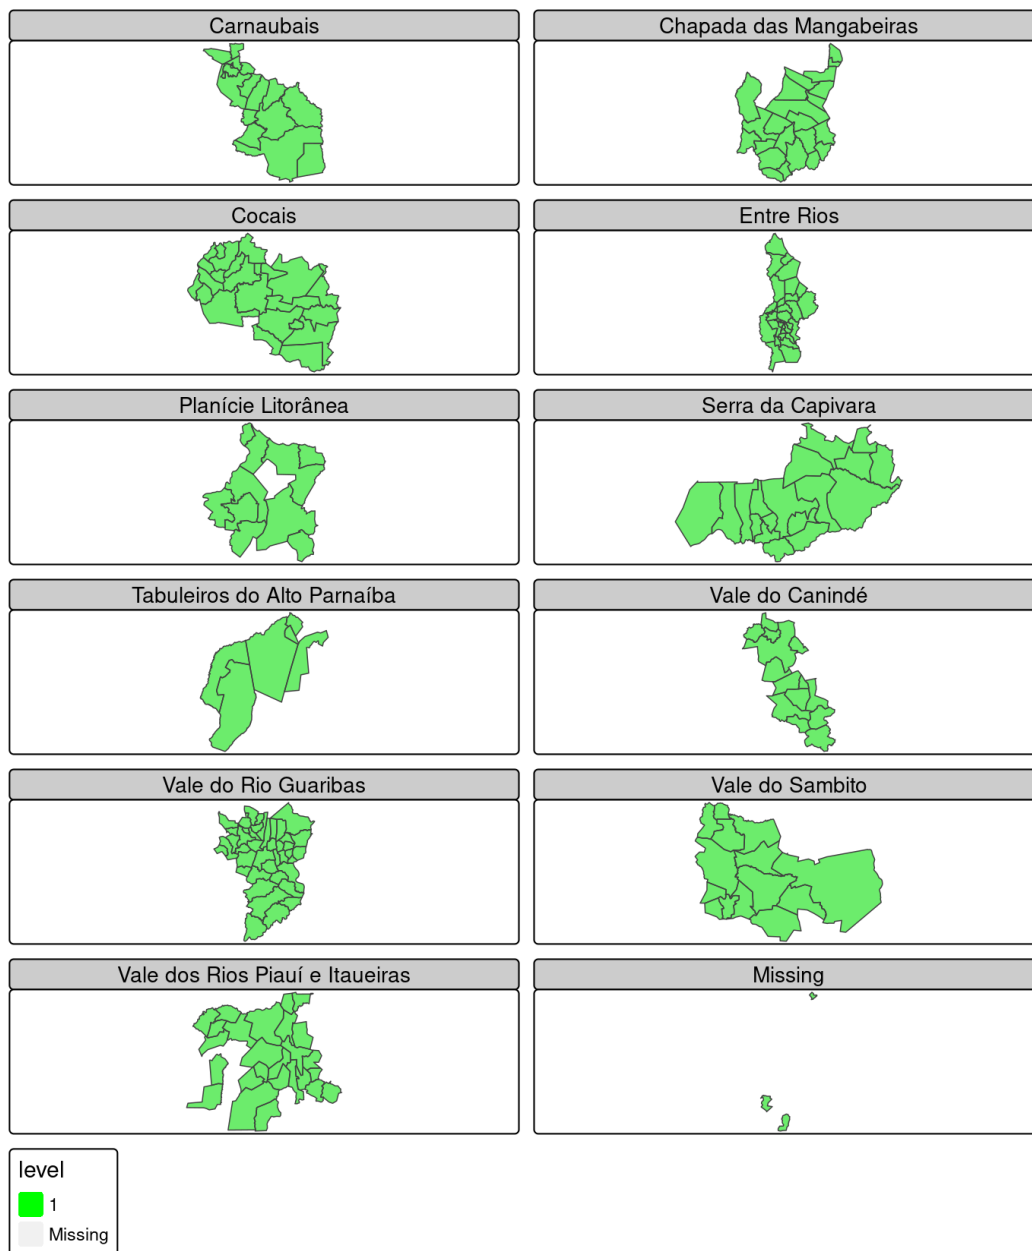 Carnaubais
Chapada das Mangabeiras
Cocais
Entre Rios
Planície Litorânea
Serra da Capivara
Tabuleiros do Alto Parnaíba
Vale do Canindé
Vale do Rio Guaribas
Vale do Sambito
Vale dos Rios Piauí e Itaueiras
Missing
level
1
Missing